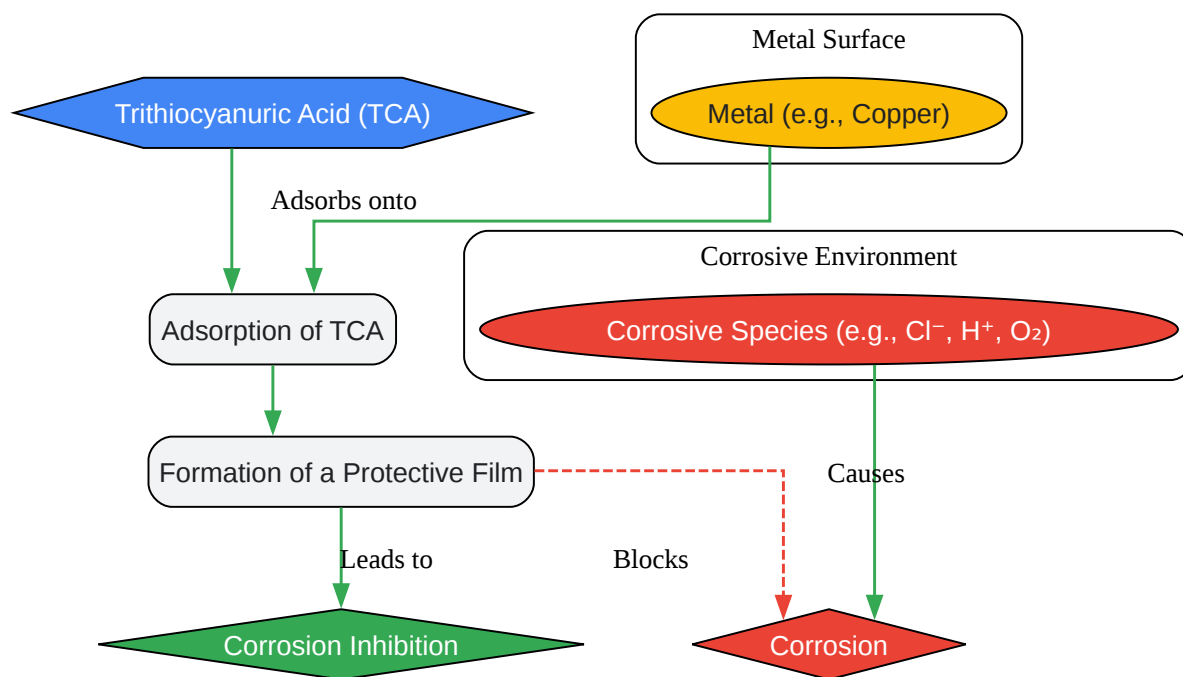 Metal Surface
Trithiocyanuric Acid (TCA)
Metal (e.g., Copper)
Adsorbs onto
Corrosive Environment
Adsorption of TCA
Corrosive Species (e.g., Cl⁻, H⁺, O₂)
Formation of a Protective Film
Causes
Leads to
Blocks
Corrosion Inhibition
Corrosion